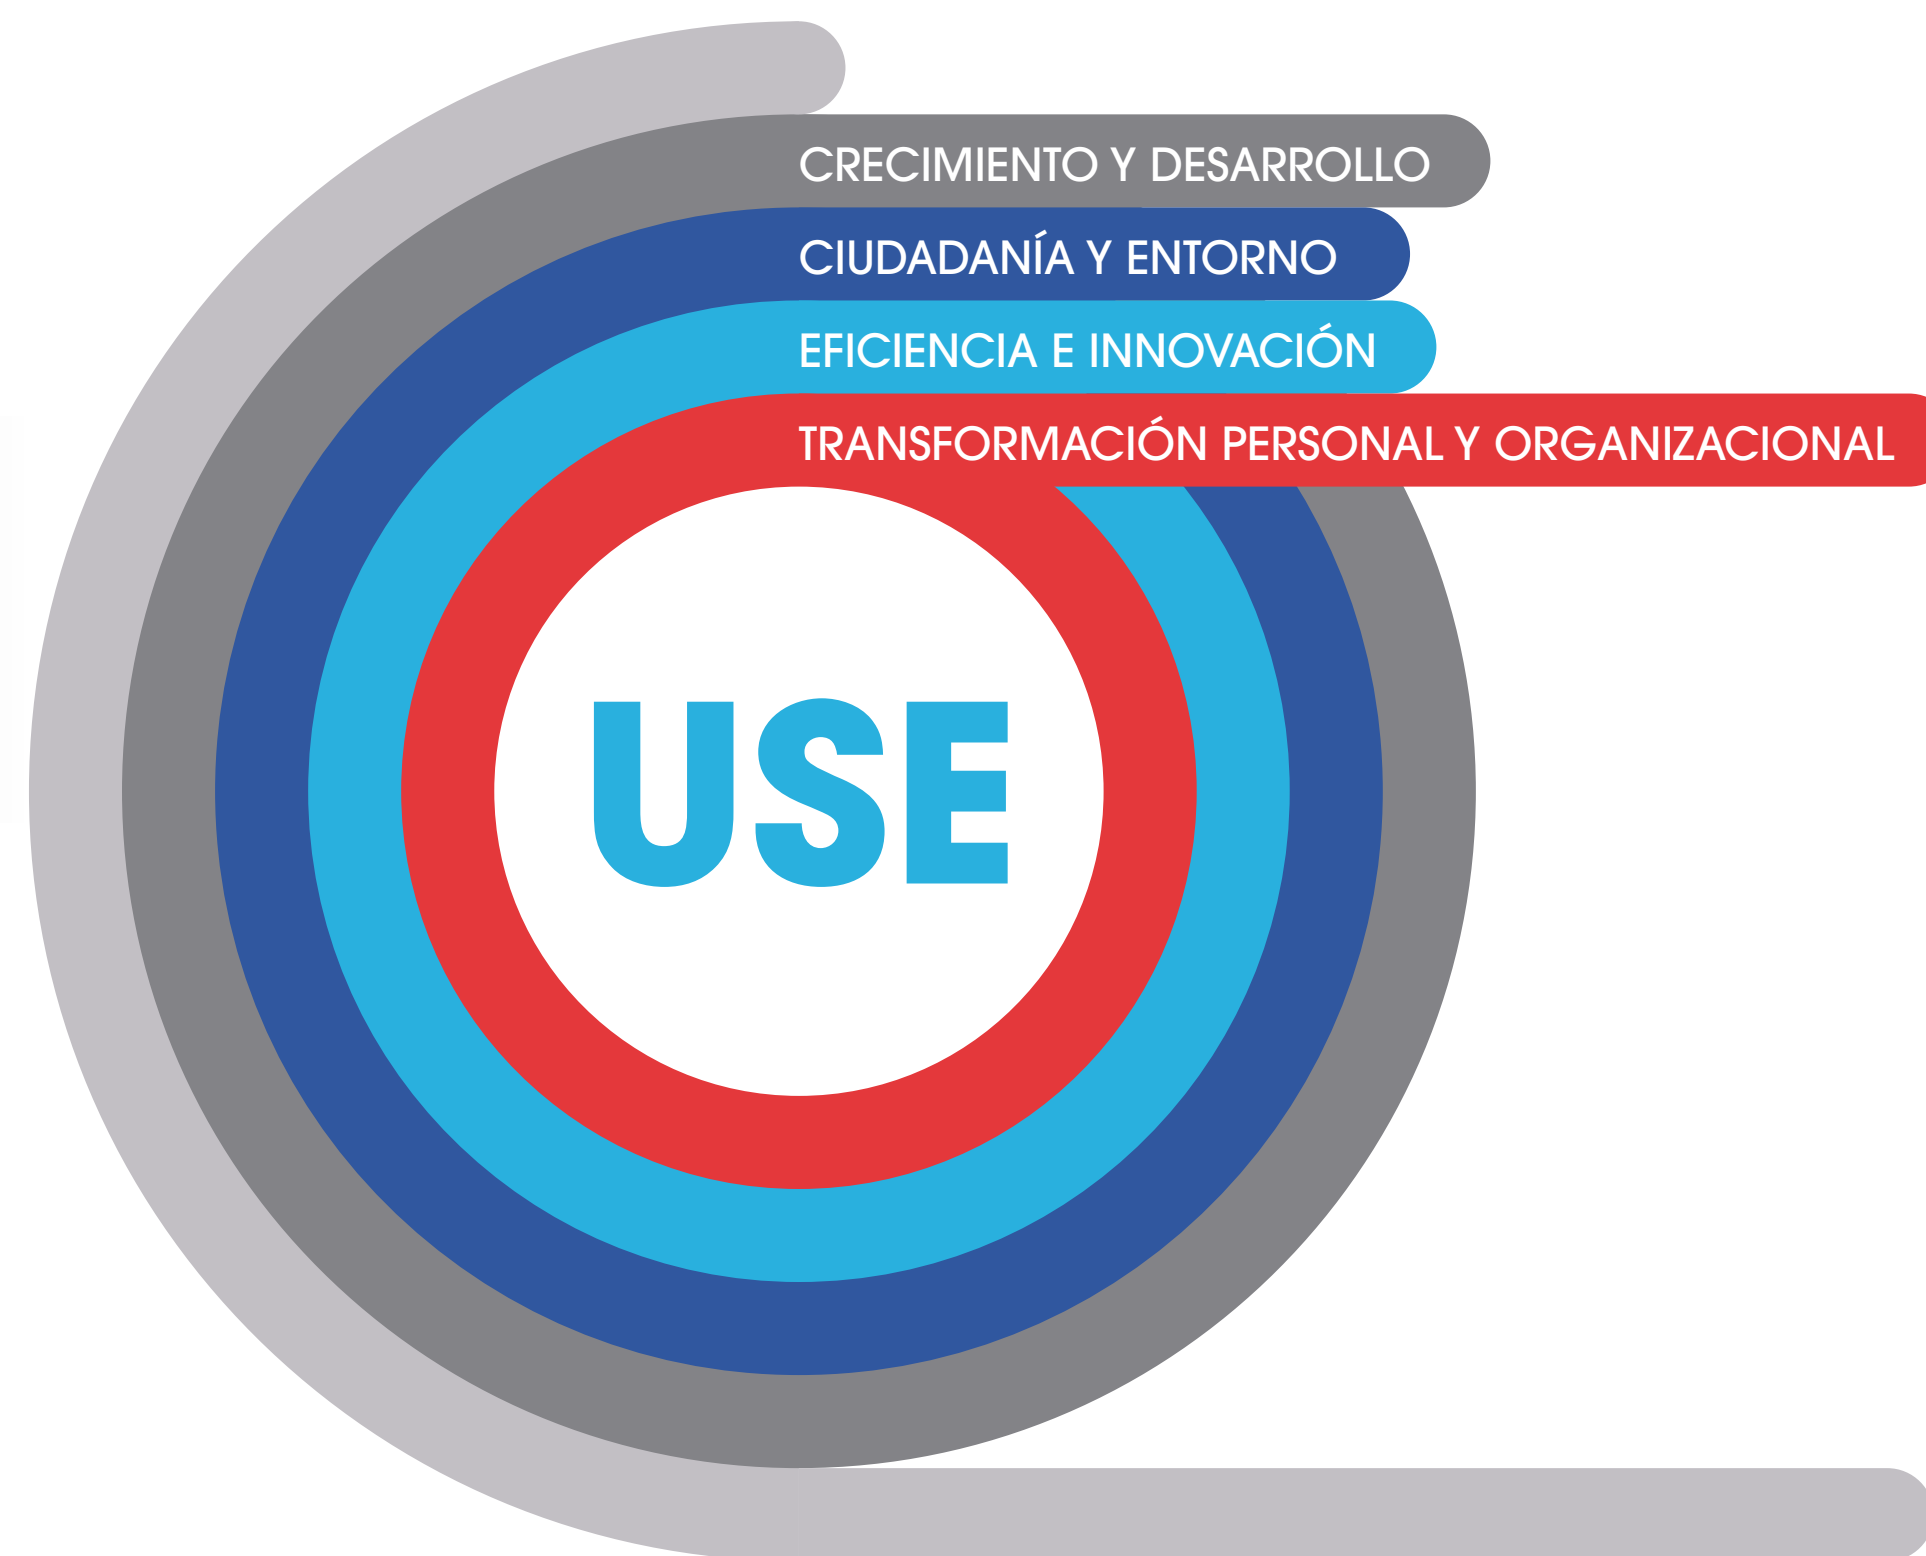 CRECIMIENTO Y DESARROLLO
CIUDADANÍA Y ENTORNO
EFICIENCIA E INNOVACIÓN
TRANSFORMACIÓN PERSONAL Y ORGANIZACIONAL
USE